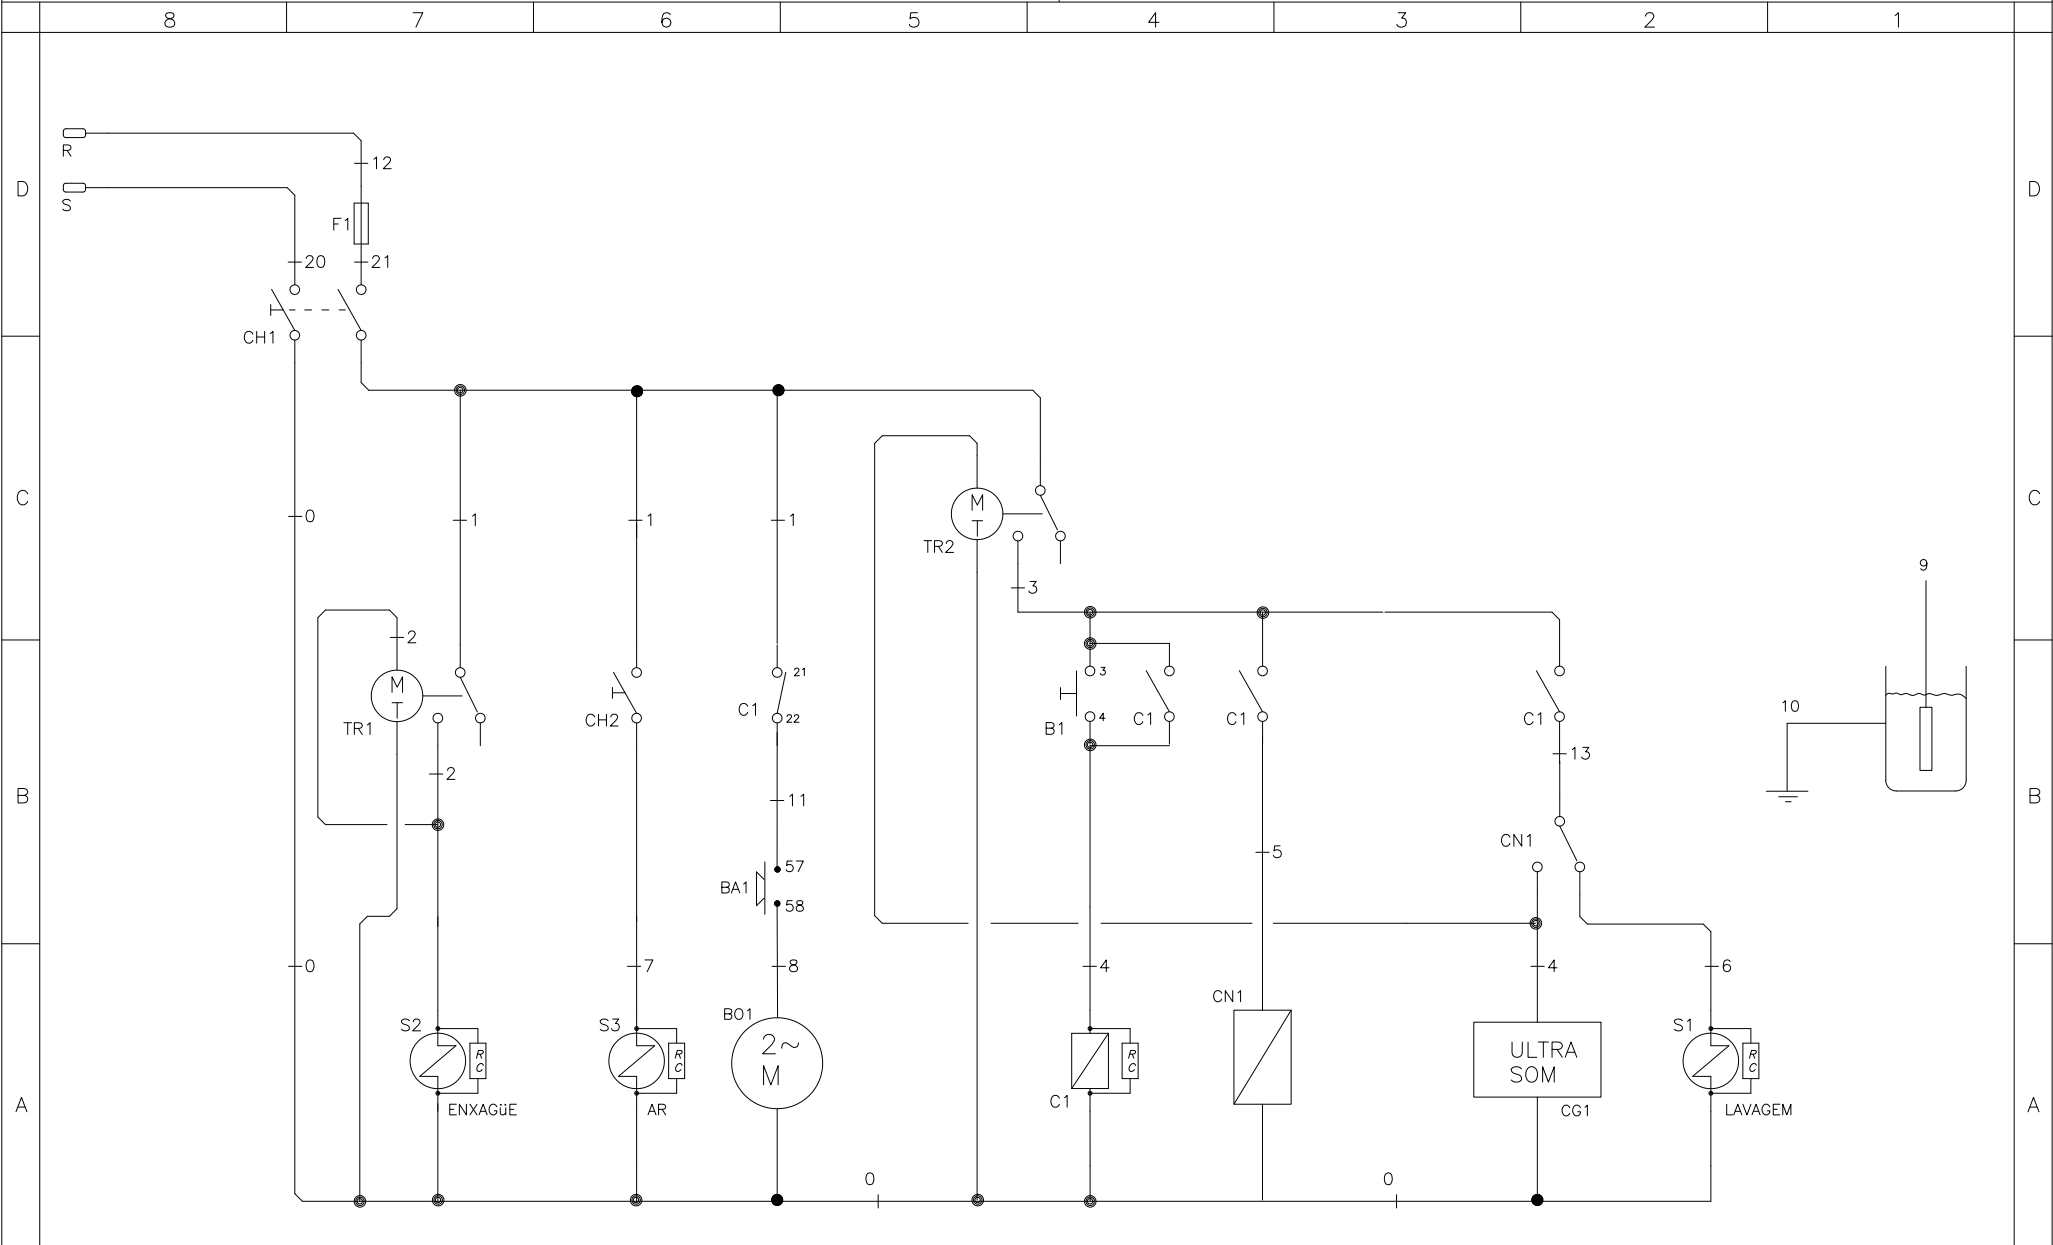 8 7 6 5 4 3 2 1
R
12
D D
S
F1
20 21
CH1
C C
0 1 1 1
M
T
TR2
9
3
2
M
T
TR1
21
C1
22
CH2
3
B1
4
C1 C1 C1
10
13
2
B B
11
CN1
5
57
BA1
58
0 7 8 4 4 6
CN1
BO1
S2 S3 S1
R
C
R
C
2~
M
R
C
ULTRA
SOM
R
C
C1
A A
ENXAGüE AR CG1 LAVAGEM
0 0